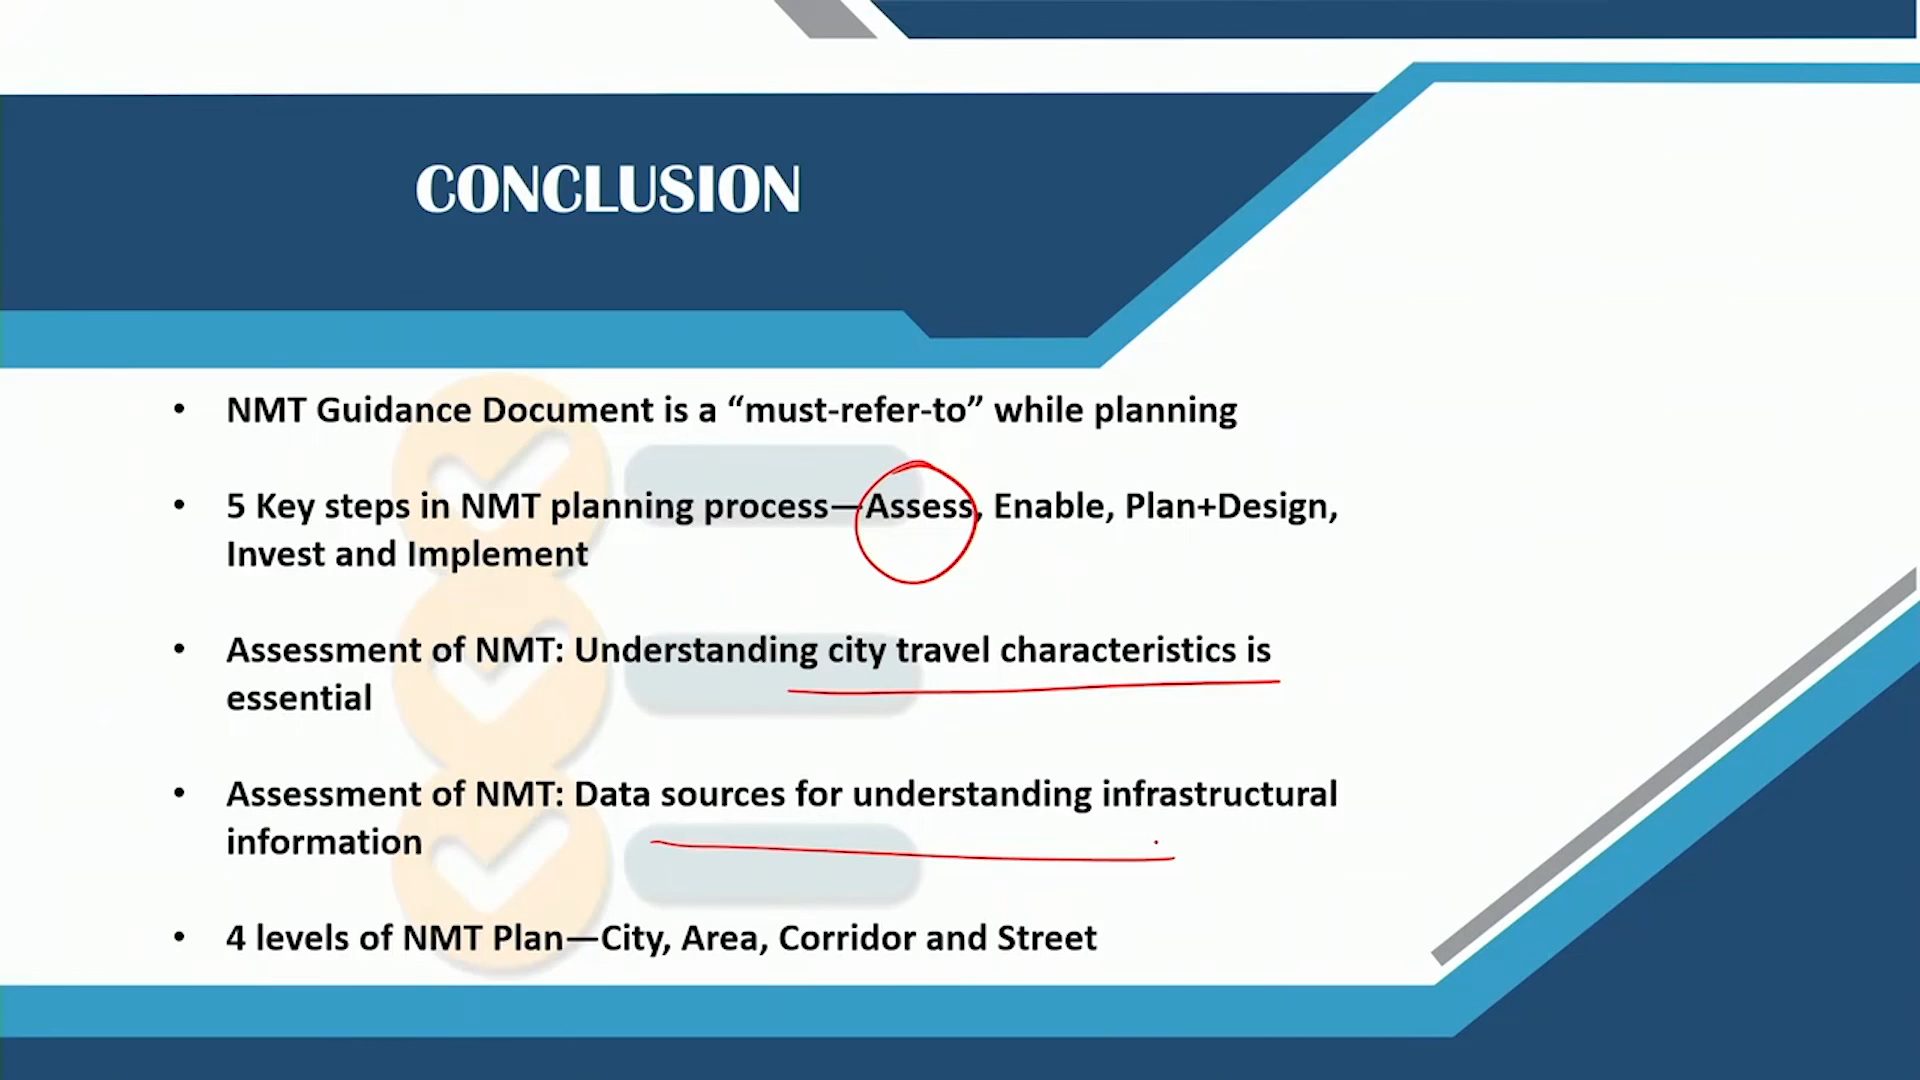 CONCLUSION
• NMT Guidance Document is a “must-refer-to” while planning
• 5 Key steps in NMT planning process—Assess, Enable, Plan+Design,
Invest and Implement
• Assessment of NMT: Understanding city travel characteristics is
essential
• Assessment of NMT: Data sources for understanding infrastructural
information
• 4 levels of NMT Plan—City, Area, Corridor and Street